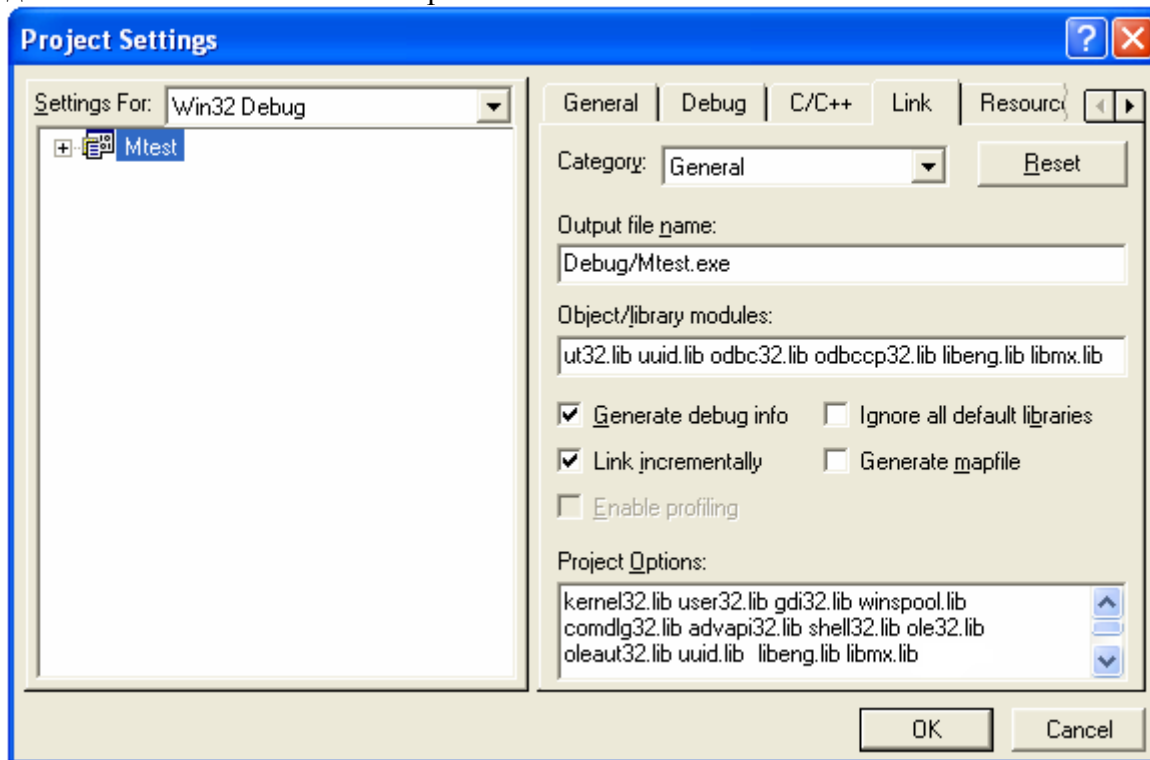 Project Settings
Settings For: Win32 Debug
Mtest
General Debug C/C++ Link
Category: General Reset
Output file name:
Debug/Mtest.exe
Object/library modules:
ut32.lib uuid.lib odbc32.lib odbccp32.lib libeng.lib libmx.lib
Generate debug info Ignore all default libraries
Link incrementally Generate mapfile
Enable profiling
Project Options:
kernel32.lib user32.lib gdi32.lib winspool.lib
comdlg32.lib advapi32.lib shell32.lib ole32.lib
oleaut32.lib uuid.lib libeng.lib libmx.lib
OK Cancel